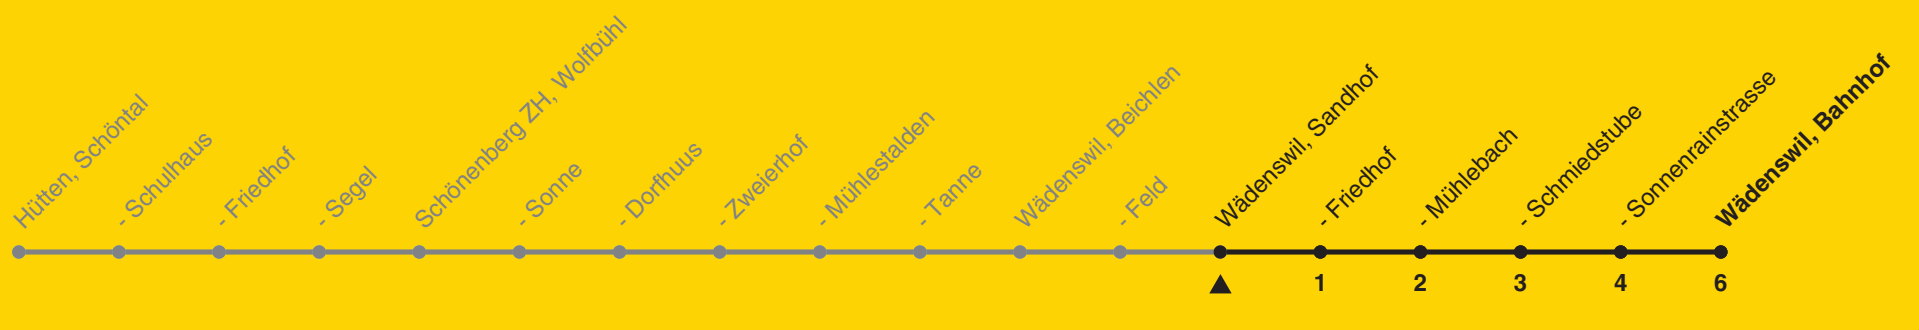 Hütten, Schöntal
- Schulhaus
- Friedhof
- Segel
Schönenberg ZH, Wolfbühl
- Sonne
- Dorfhuus
- Zweierhof
- Mühlestalden
- Tanne
Wädenswil, Beichlen
- Feld
Wädenswil, Sandhof
- Friedhof
- Mühlebach
- Schmiedstube
- Sonnenrainstrasse
Wädenswil, Bahnhof
1 2 3 4 6